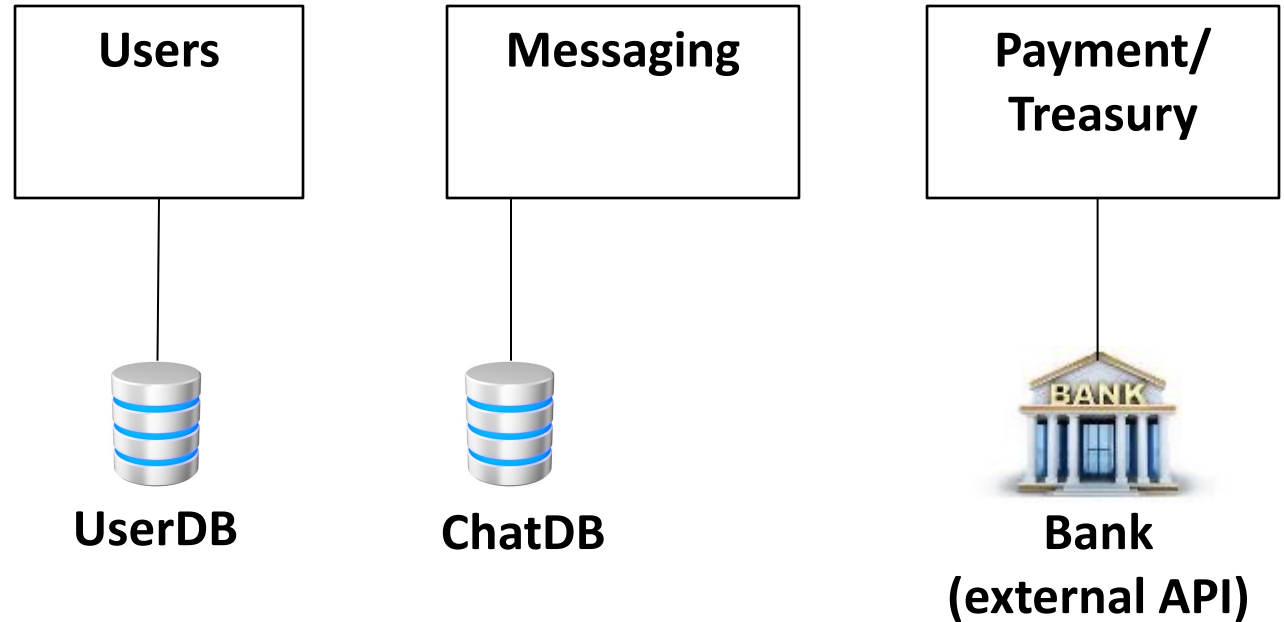 Users
Messaging
Payment/
Treasury
BANK
UserDB
ChatDB
Bank
(external API)